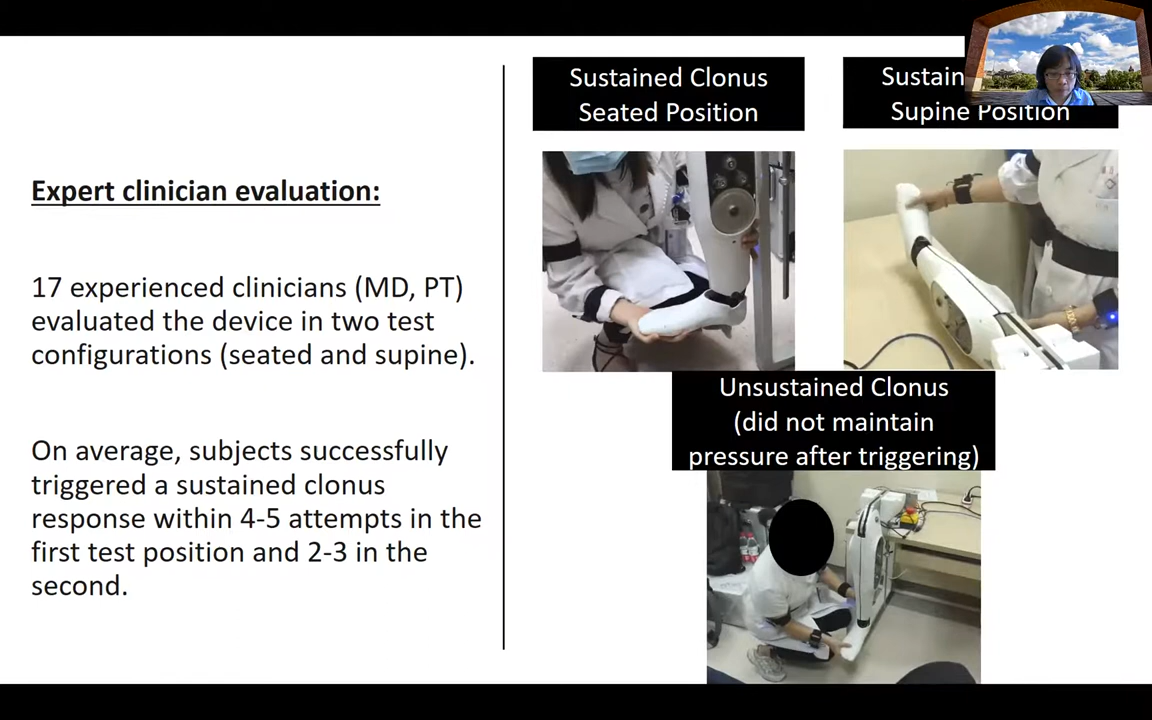 Expert clinician evaluation:
17 experienced clinicians (MD, PT)
evaluated the device in two test
configurations (seated and supine).
On average, subjects successfully
triggered a sustained clonus
response within 4-5 attempts in the
first test position and 2-3 in the
second.
Sustained Clonus
Seated Position
Sustain
Supine Position
Unsustained Clonus
(did not maintain
pressure after triggering)